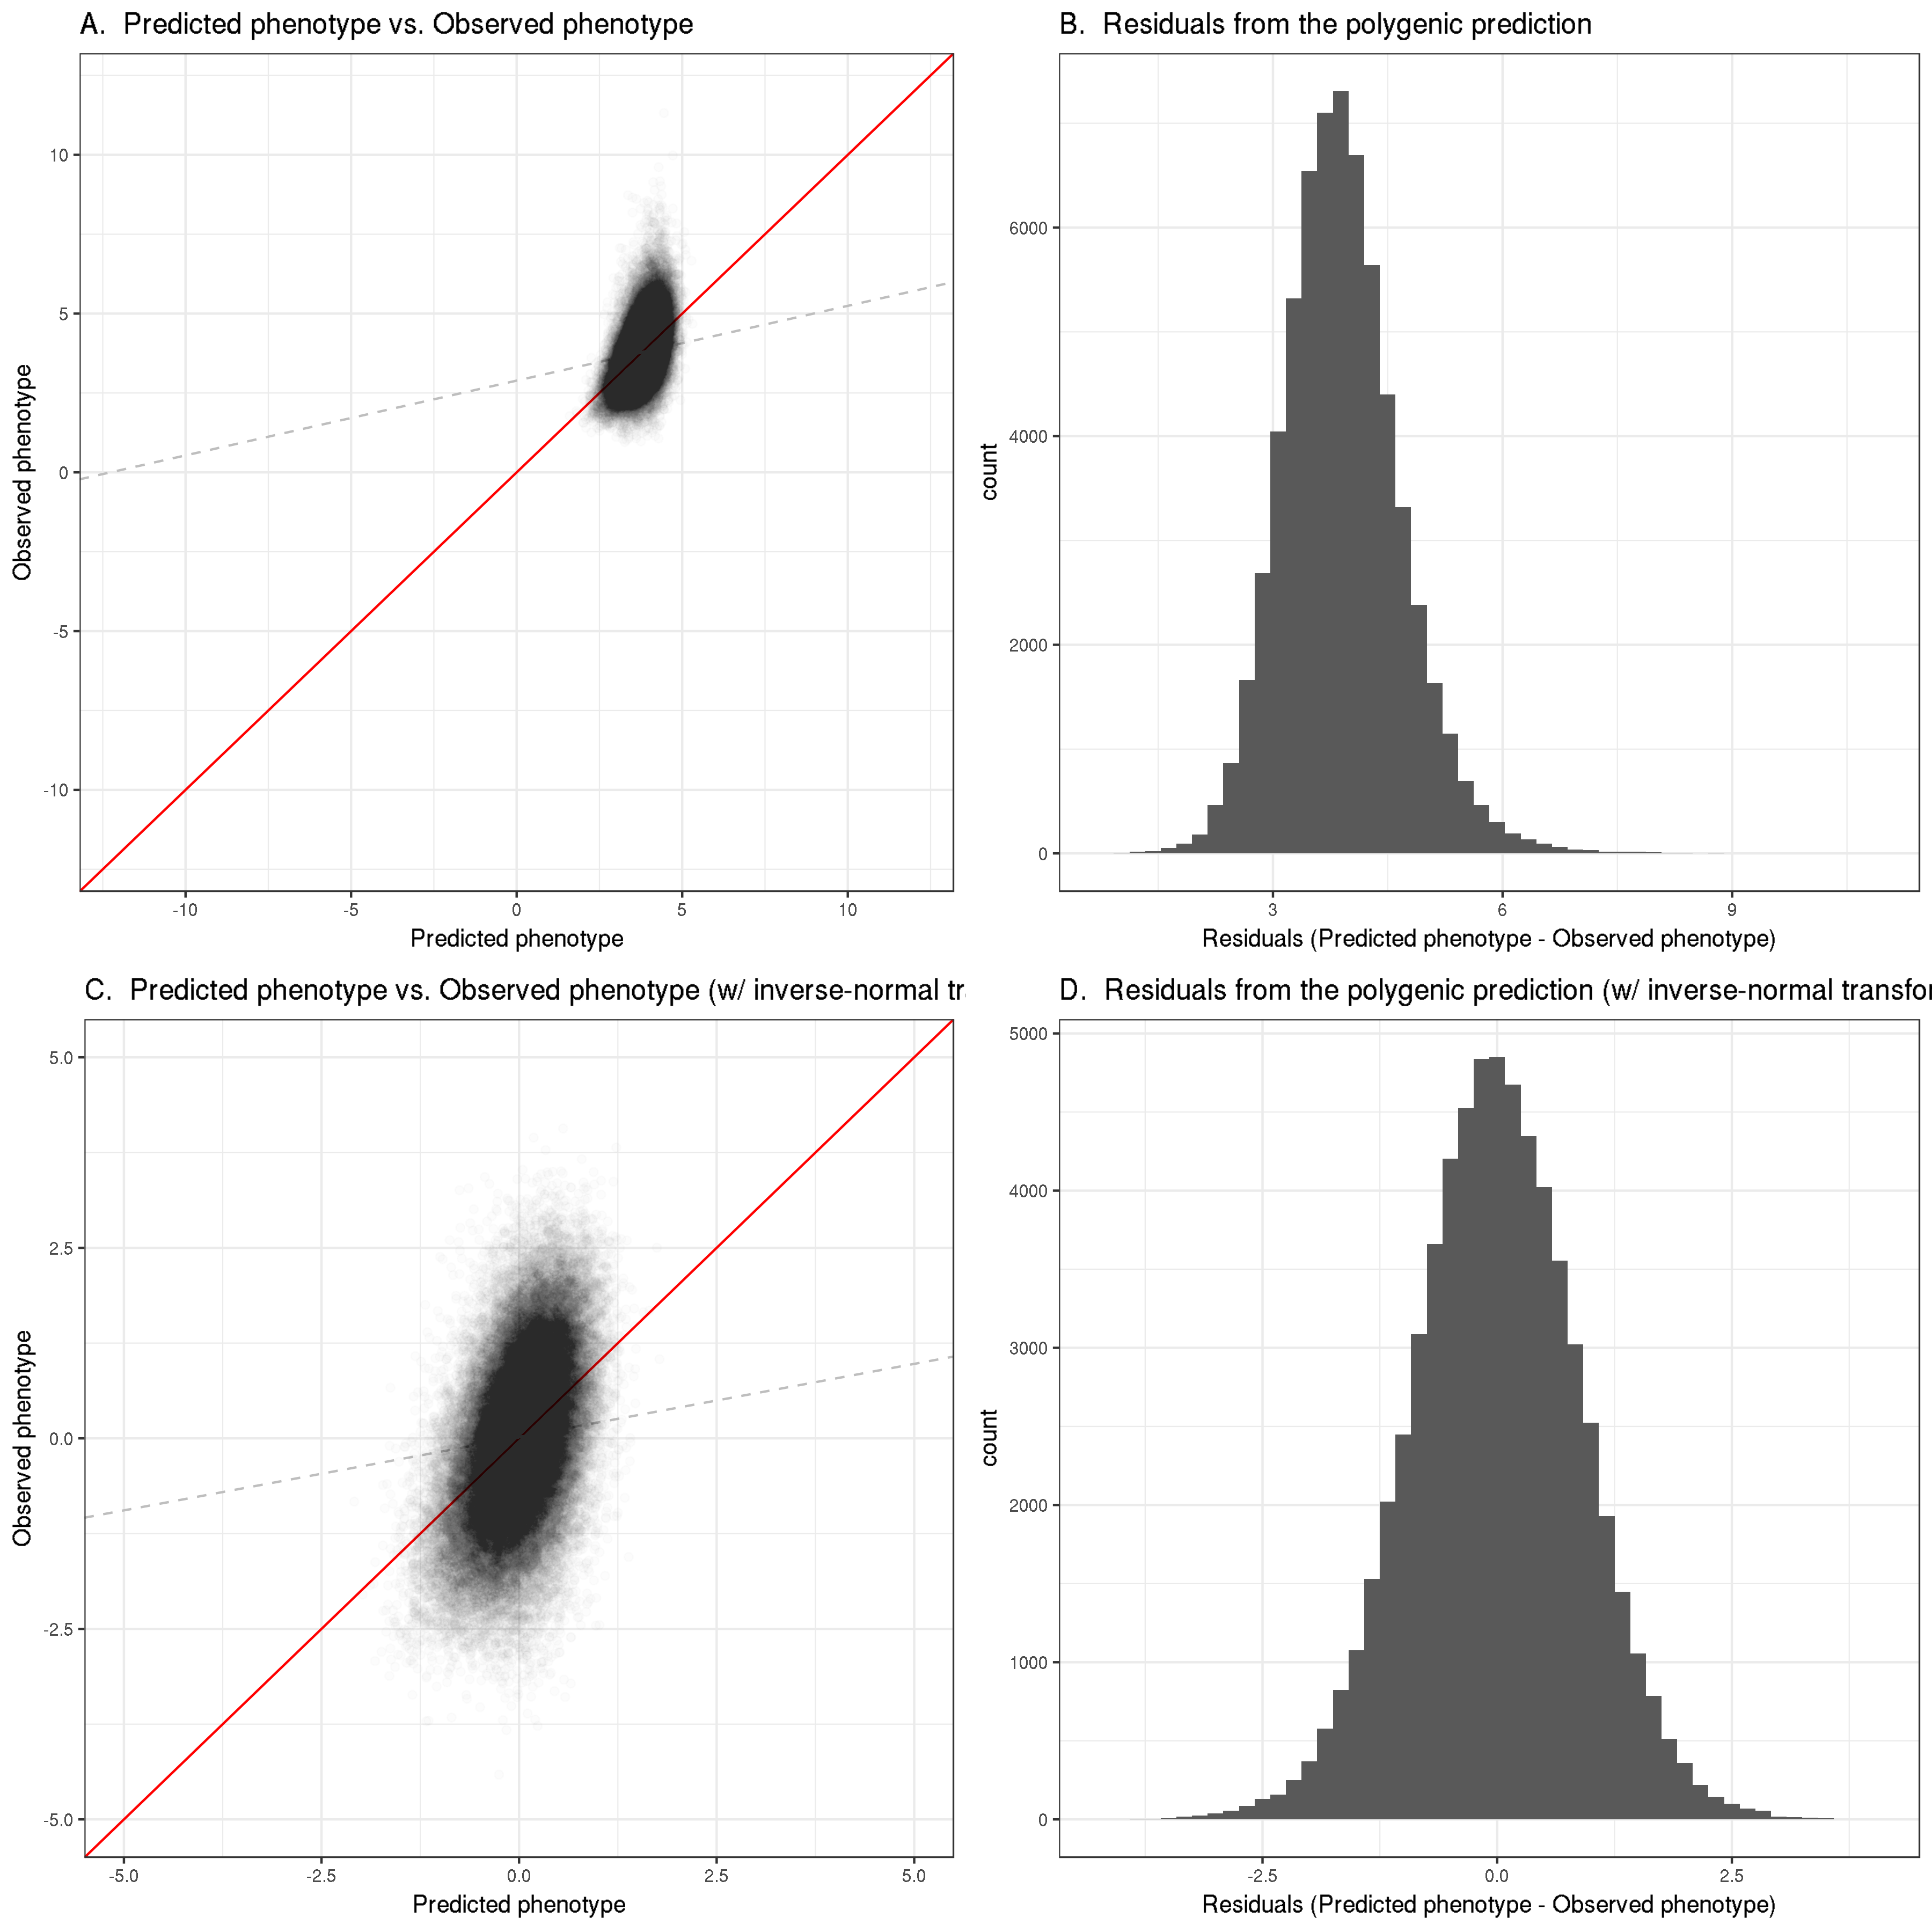 A. Predicted phenotype vs. Observed phenotype
10
5
0
-5
-10
Observed phenotype
-10 -5 0 5 10
Predicted phenotype
B. Residuals from the polygenic prediction
6000
4000
2000
0
count
3 6 9
Residuals (Predicted phenotype - Observed phenotype)
C. Predicted phenotype vs. Observed phenotype (w/ inverse-normal tr
5.0
2.5
0.0
-2.5
-5.0
Observed phenotype
-5.0 -2.5 0.0 2.5 5.0
Predicted phenotype
D. Residuals from the polygenic prediction (w/ inverse-normal transfo
5000
4000
3000
2000
1000
0
count
-2.5 0.0 2.5
Residuals (Predicted phenotype - Observed phenotype)